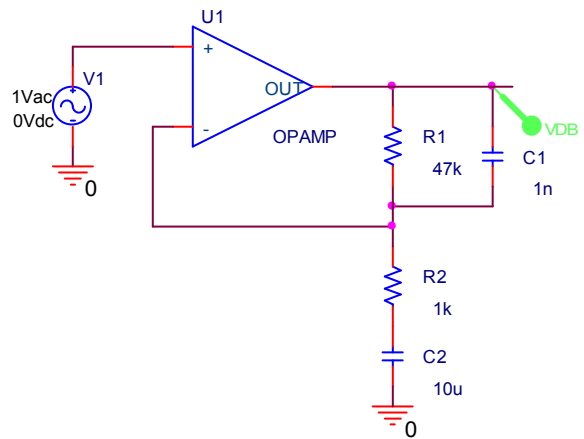 U1
+
V1
1Vac
0Vdc
+
-
0
OUT
-
OPAMP
VDB
R1
47k
C1
1n
R2
1k
C2
10u
0